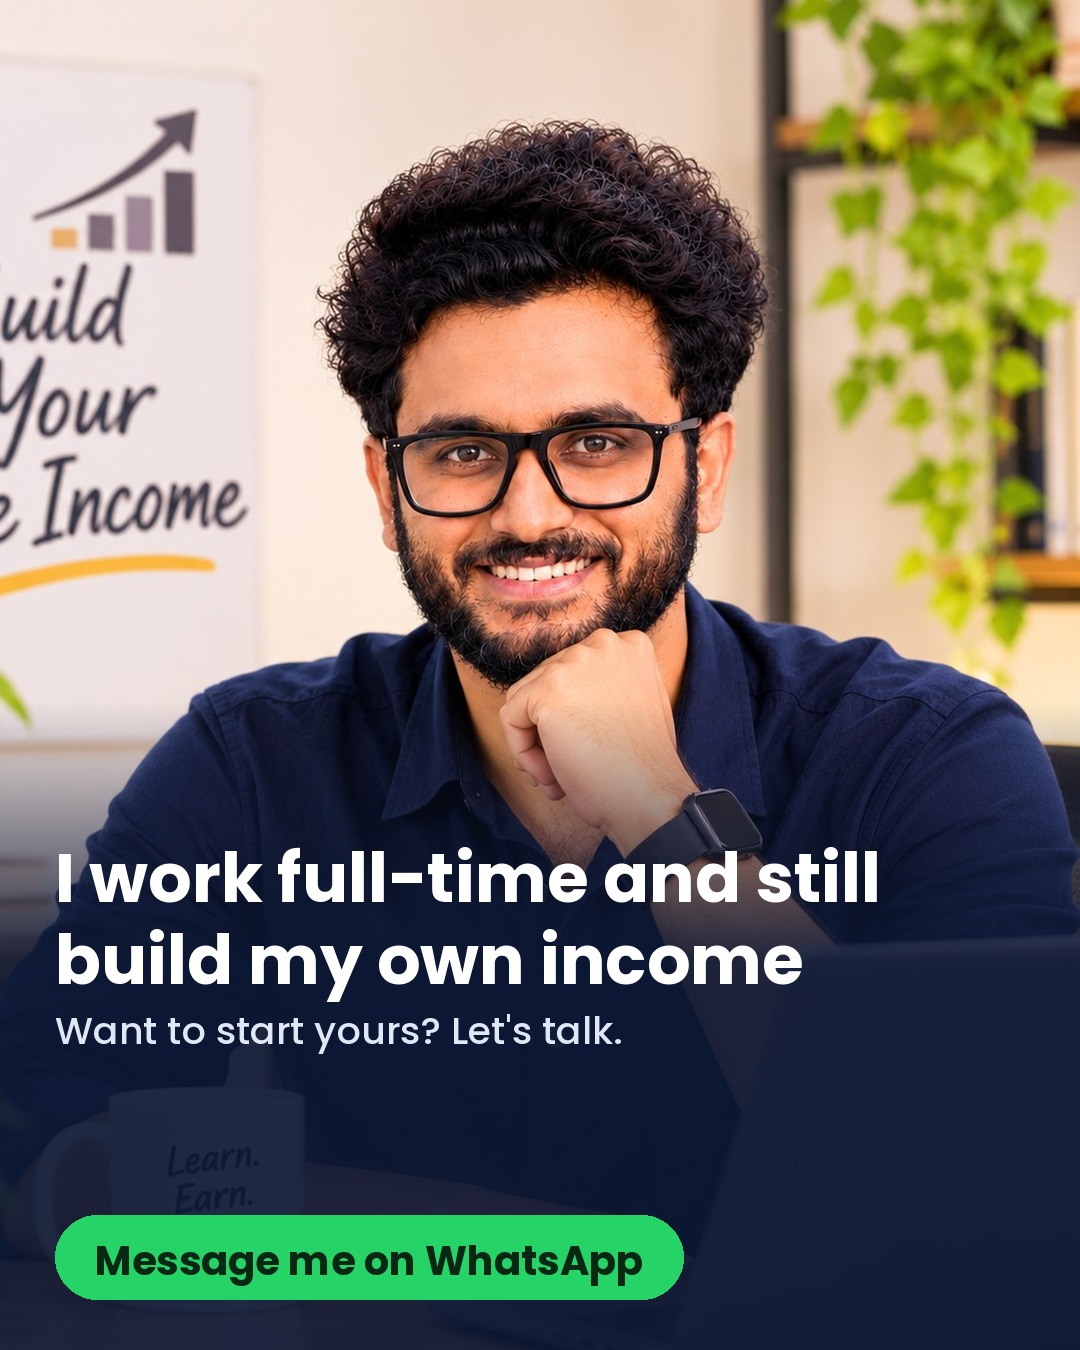 uild
Your
e Income
I work full-time and still
build my own income
Want to start yours? Let's talk.
Learn.
Earn.
Message me on WhatsApp